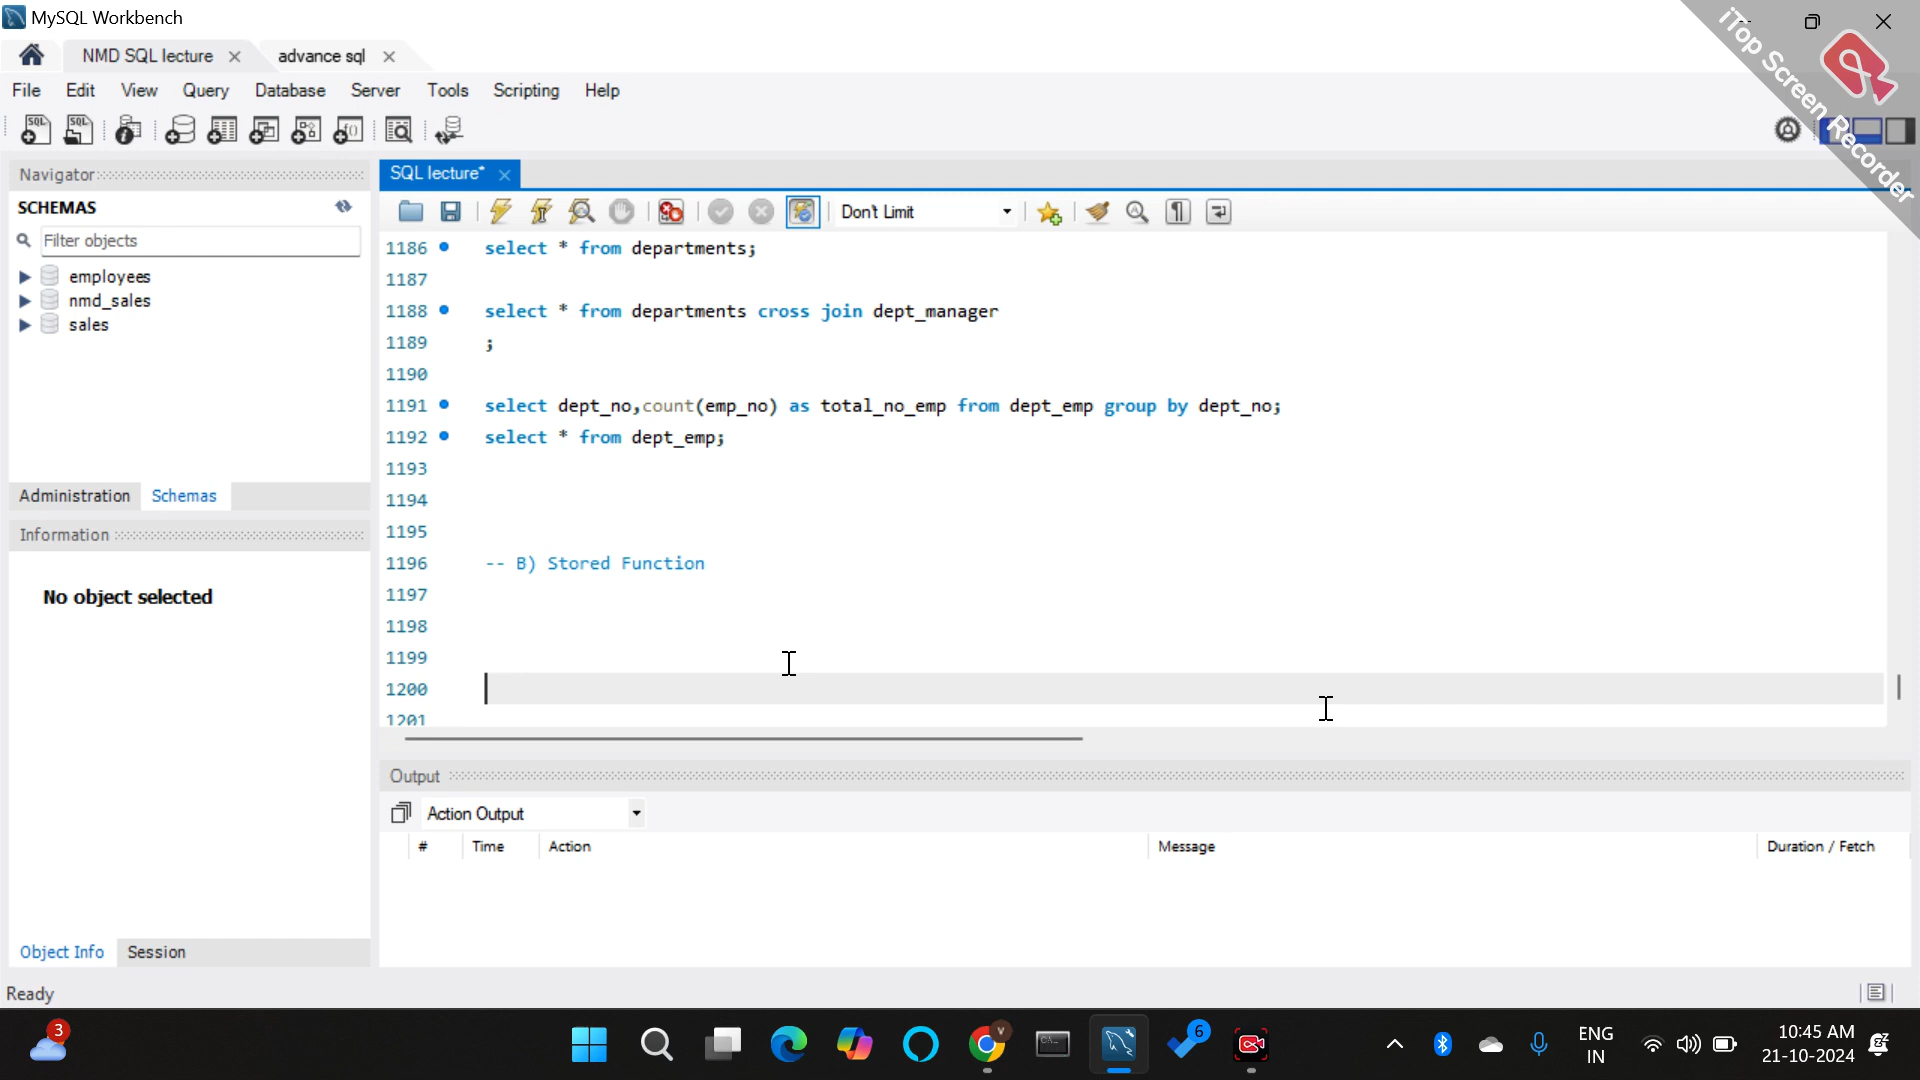 MySQL Workbench
iTop Screen Recorder
NMD SQL lecture
advance sql
File Edit View Query Database Server Tools Scripting Help
SQL SQL
Navigator
SQL lecture*
SCHEMAS
Filter objects
Don't Limit
employees
nmd_sales
sales
Administration Schemas
Information
No object selected
Object Info Session
1186 select * from departments;
1187
1188 select * from departments cross join dept_manager
1189 ;
1190
1191 select dept_no,count(emp_no) as total_no_emp from dept_emp group by dept_no;
1192 select * from dept_emp;
1193
1194
1195
1196 -- B) Stored Function
1197
1198
1199
1200
1201
Output
Action Output
# Time Action Message Duration / Fetch
Ready
3
V
6
ENG
IN
10:45 AM
21-10-2024